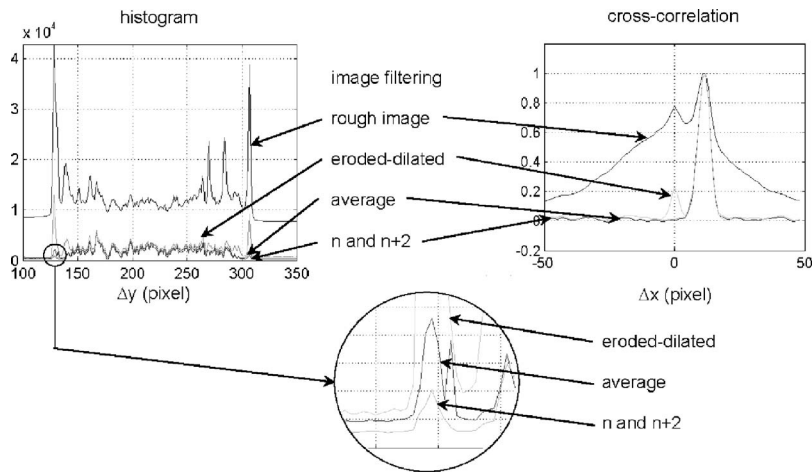 histogram
x 10⁴
4
3
2
1
0
100 150 200 250 300 350
Δy (pixel)
image filtering
rough image
eroded-dilated
average
n and n+2
cross-correlation
1
0.8
0.6
0.4
0.2
0
-0.2
-50 0 50
Δx (pixel)
eroded-dilated
average
n and n+2